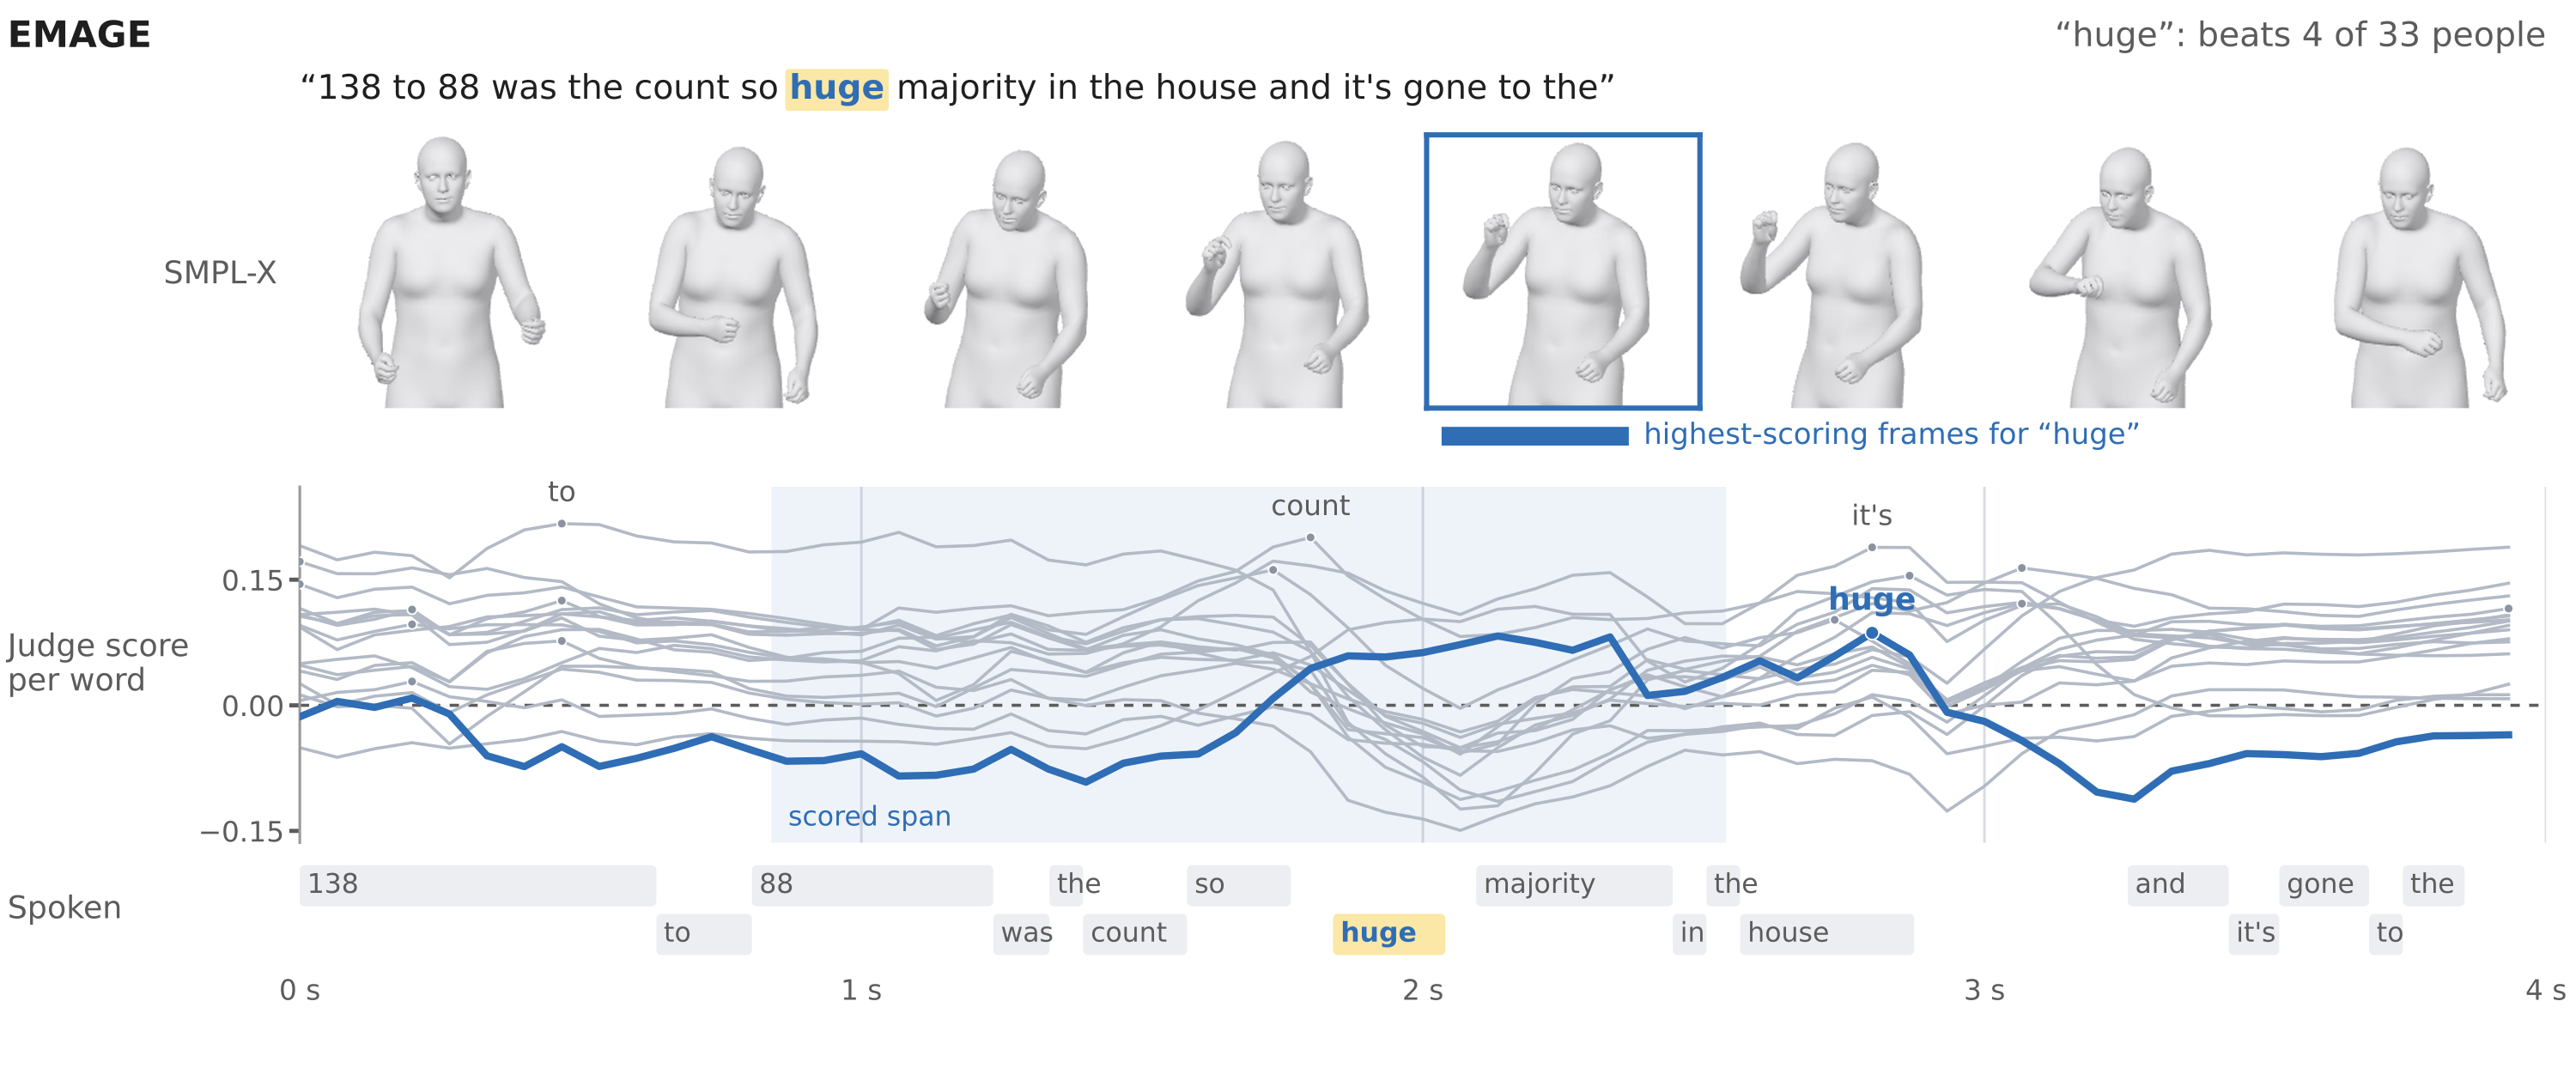 EMAGE
“huge”: beats 4 of 33 people
“138 to 88 was the count so huge majority in the house and it's gone to the”
SMPL-X
highest-scoring frames for “huge”
to
count
it's
huge
0.15
Judge score
per word
0.00
−0.15
scored span
Spoken
138
88
the
so
majority
the
and
gone
the
to
was
count
huge
in
house
it's
to
0 s
1 s
2 s
3 s
4 s